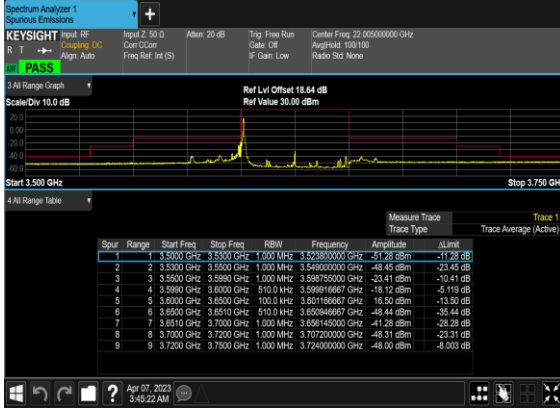 Spectrum Analyzer 1
Spurious Emissions
KEYSIGHT Input: RF Input Z: 50 Ω Atten: 20 dB Trig: Free Run Center Freq: 22.005000000 GHz
R T Coupling: DC Corr CCorr Gate: Off Avg|Hold: 100/100
Align: Auto Freq Ref: Int (S) IF Gain: Low Radio Std: None
PASS
3 All Range Graph
Ref Lvl Offset 18.64 dB
Scale/Div 10.0 dB Ref Value 30.00 dBm
20.0
0.00
-20.0
-40.0
-60.0
Start 3.500 GHz Stop 3.750 GH
4 All Range Table
Measure Trace Trace 1
Trace Type Trace Average (Active)
Spur Range Start Freq Stop Freq RBW Frequency Amplitude ΔLimit
1 1 3.5000 GHz 3.5300 GHz 1.000 MHz 3.523800000 GHz -51.28 dBm -11.28 dB
2 2 3.5300 GHz 3.5500 GHz 1.000 MHz 3.549000000 GHz -48.45 dBm -23.45 dB
3 3 3.5500 GHz 3.5990 GHz 1.000 MHz 3.598755000 GHz -23.41 dBm -10.41 dB
4 4 3.5990 GHz 3.6000 GHz 510.0 kHz 3.599916667 GHz -18.12 dBm -5.119 dB
5 5 3.6000 GHz 3.6500 GHz 100.0 kHz 3.601166667 GHz 16.50 dBm -13.50 dB
6 6 3.6500 GHz 3.6510 GHz 510.0 kHz 3.650946667 GHz -48.44 dBm -35.44 dB
7 7 3.6510 GHz 3.7000 GHz 1.000 MHz 3.656145000 GHz -41.28 dBm -28.28 dB
8 8 3.7000 GHz 3.7200 GHz 1.000 MHz 3.707200000 GHz -48.31 dBm -23.31 dB
9 9 3.7200 GHz 3.7500 GHz 1.000 MHz 3.724000000 GHz -48.00 dBm -8.003 dB
? Apr 07, 2023
3:45:22 AM